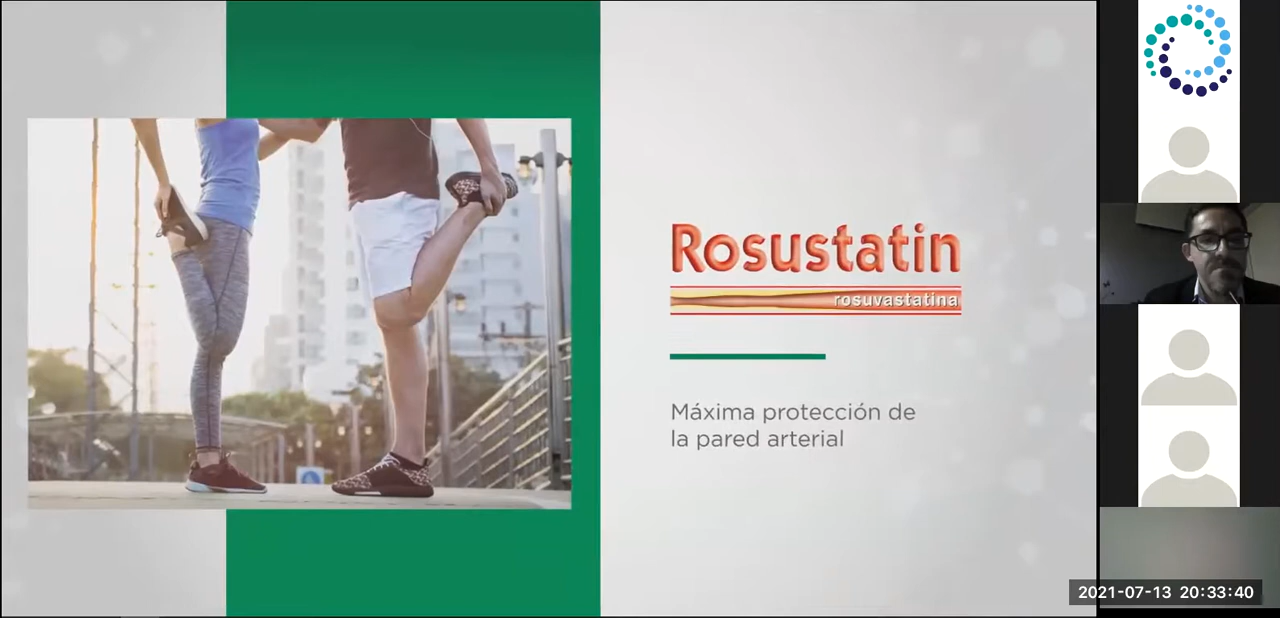 Rosustatin
rosuvastatina
Máxima protección de
la pared arterial
2021-07-13 20:33:40